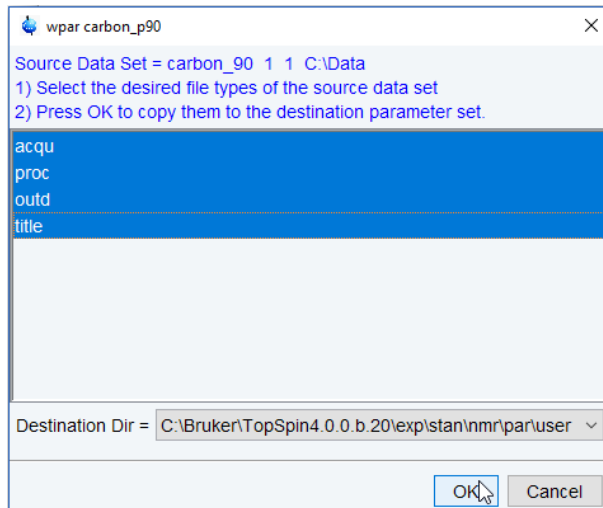 wpar carbon_p90
Source Data Set = carbon_90 1 1 C:\Data
1) Select the desired file types of the source data set
2) Press OK to copy them to the destination parameter set.
acqu
proc
outd
title
Destination Dir = C:\Bruker\TopSpin4.0.0.b.20\exp\stan\nmr\par\user
OK Cancel